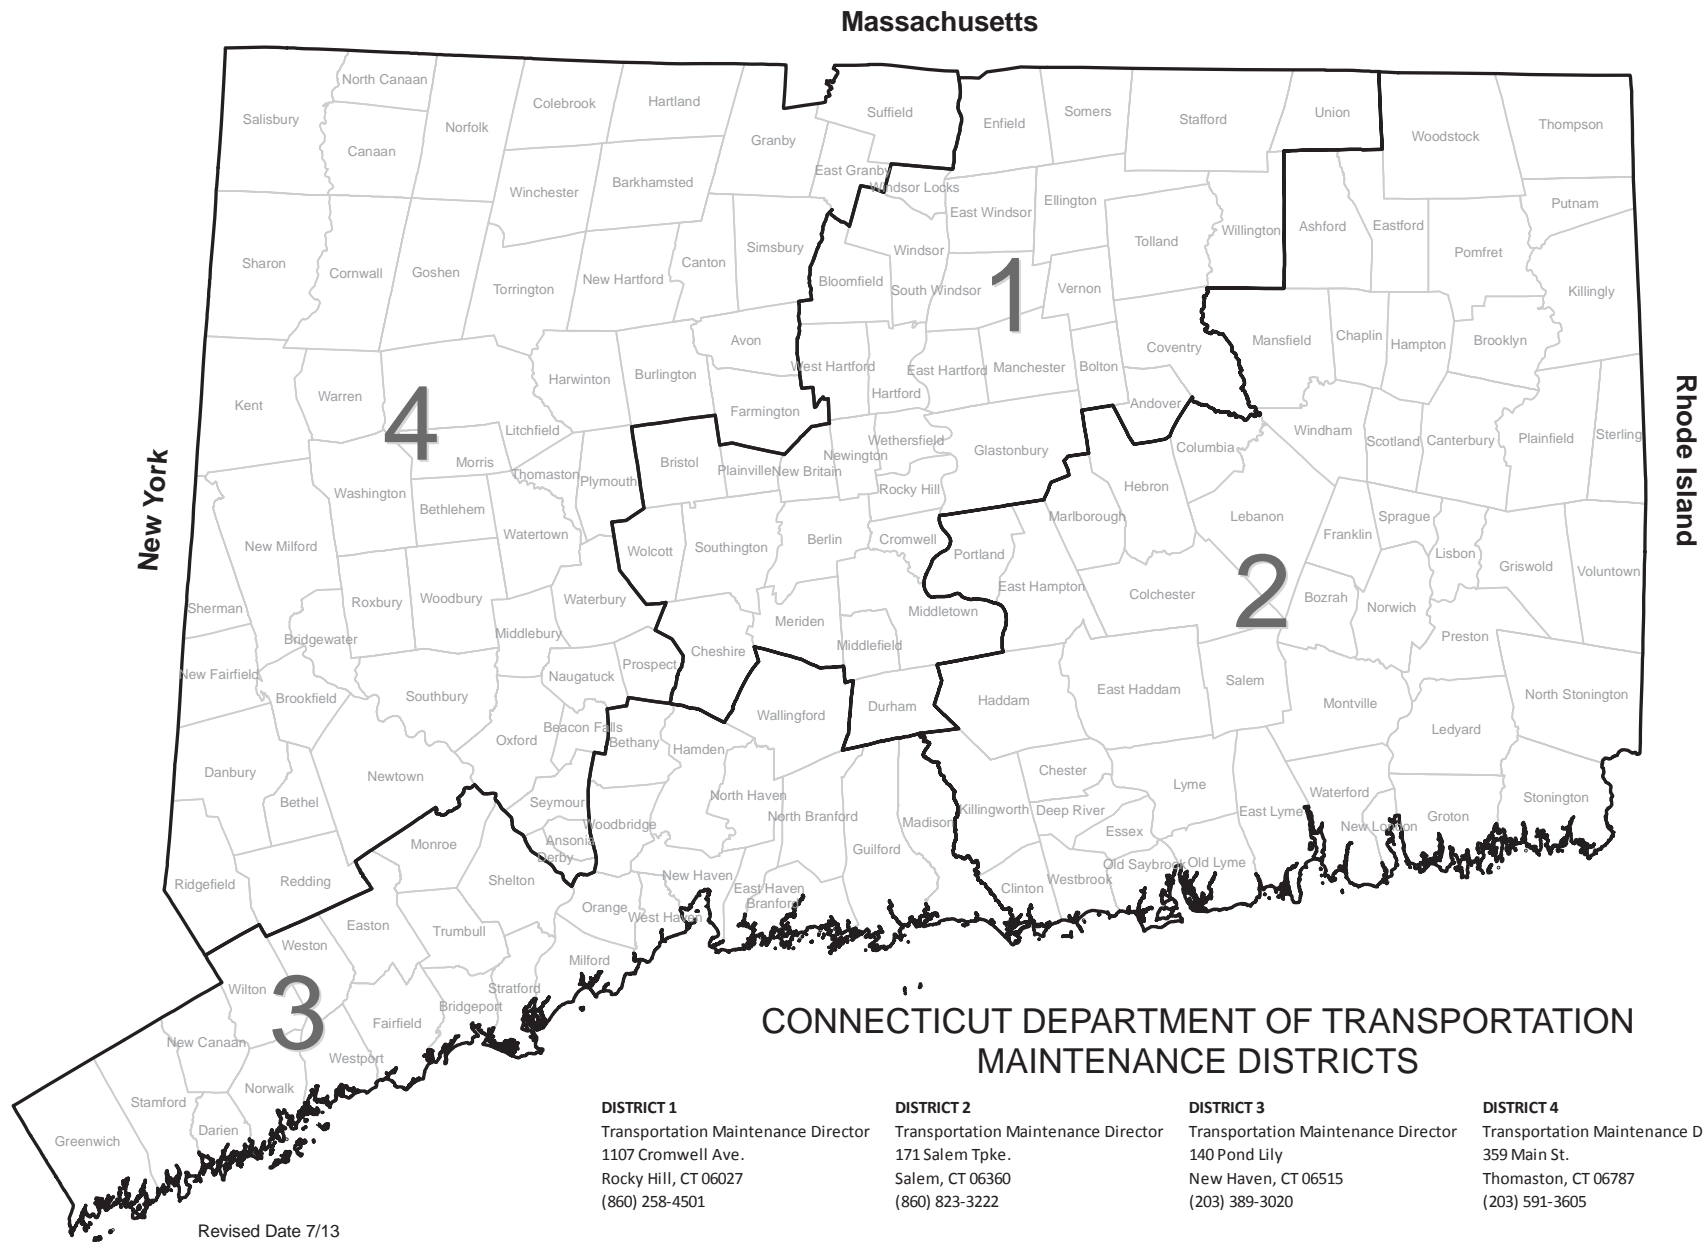 Massachusetts
North Canaan
Colebrook
Hartland
Suffield
Somers
Union
Salisbury
Norfolk
Enfield
Stafford
Woodstock
Thompson
Canaan
Granby
East Granby
Windsor Locks
Winchester
Barkhamsted
East Windsor
Ellington
Putnam
Sharon
Cornwall
Goshen
Torrington
New Hartford
Canton
Simsbury
Windsor
Tolland
Willington
Ashford
Eastford
Pomfret
Bloomfield
South Windsor
1
Vernon
Killingly
Avon
Coventry
Mansfield
Chaplin
Hampton
Brooklyn
Kent
Warren
4
Harwinton
Burlington
West Hartford
East Hartford
Manchester
Bolton
Hartford
Andover
Farmington
Rhode Island
Litchfield
Morris
Thomaston
Plymouth
Bristol
Plainville
New Britain
Newington
Wethersfield
Glastonbury
Columbia
Windham
Scotland
Canterbury
Plainfield
Sterling
New York
Washington
Bethlehem
Watertown
Rocky Hill
Hebron
Marlborough
Lebanon
Franklin
Sprague
New Milford
Wolcott
Southington
Berlin
Cromwell
Portland
Lisbon
Griswold
Voluntown
Sherman
Roxbury
Woodbury
Waterbury
East Hampton
Colchester
2
Bozrah
Norwich
Bridgewater
Middlebury
Meriden
Middletown
Preston
New Fairfield
Naugatuck
Prospect
Cheshire
Middlefield
Brookfield
Southbury
Haddam
East Haddam
Salem
Montville
North Stonington
Oxford
Beacon Falls
Bethany
Hamden
Wallingford
Durham
Ledyard
Danbury
Newtown
Bethel
Seymour
North Haven
Chester
Lyme
Waterford
Stonington
Woodbridge
North Branford
Madison
Killingworth
Deep River
East Lyme
New London
Groton
Monroe
Ansonia
Derby
Guilford
Essex
Ridgefield
Redding
Shelton
New Haven
East Haven
Branford
Clinton
Westbrook
Old Saybrook
Old Lyme
Easton
Orange
West Haven
Weston
Trumbull
Milford
Wilton
3
Stratford
Bridgeport
Fairfield
New Canaan
Westport
Norwalk
Stamford
Darien
Greenwich
CONNECTICUT DEPARTMENT OF TRANSPORTATION
MAINTENANCE DISTRICTS
DISTRICT 1
Transportation Maintenance Director
1107 Cromwell Ave.
Rocky Hill, CT 06027
(860) 258-4501
DISTRICT 2
Transportation Maintenance Director
171 Salem Tpke.
Salem, CT 06360
(860) 823-3222
DISTRICT 3
Transportation Maintenance Director
140 Pond Lily
New Haven, CT 06515
(203) 389-3020
DISTRICT 4
Transportation Maintenance D
359 Main St.
Thomaston, CT 06787
(203) 591-3605
Revised Date 7/13